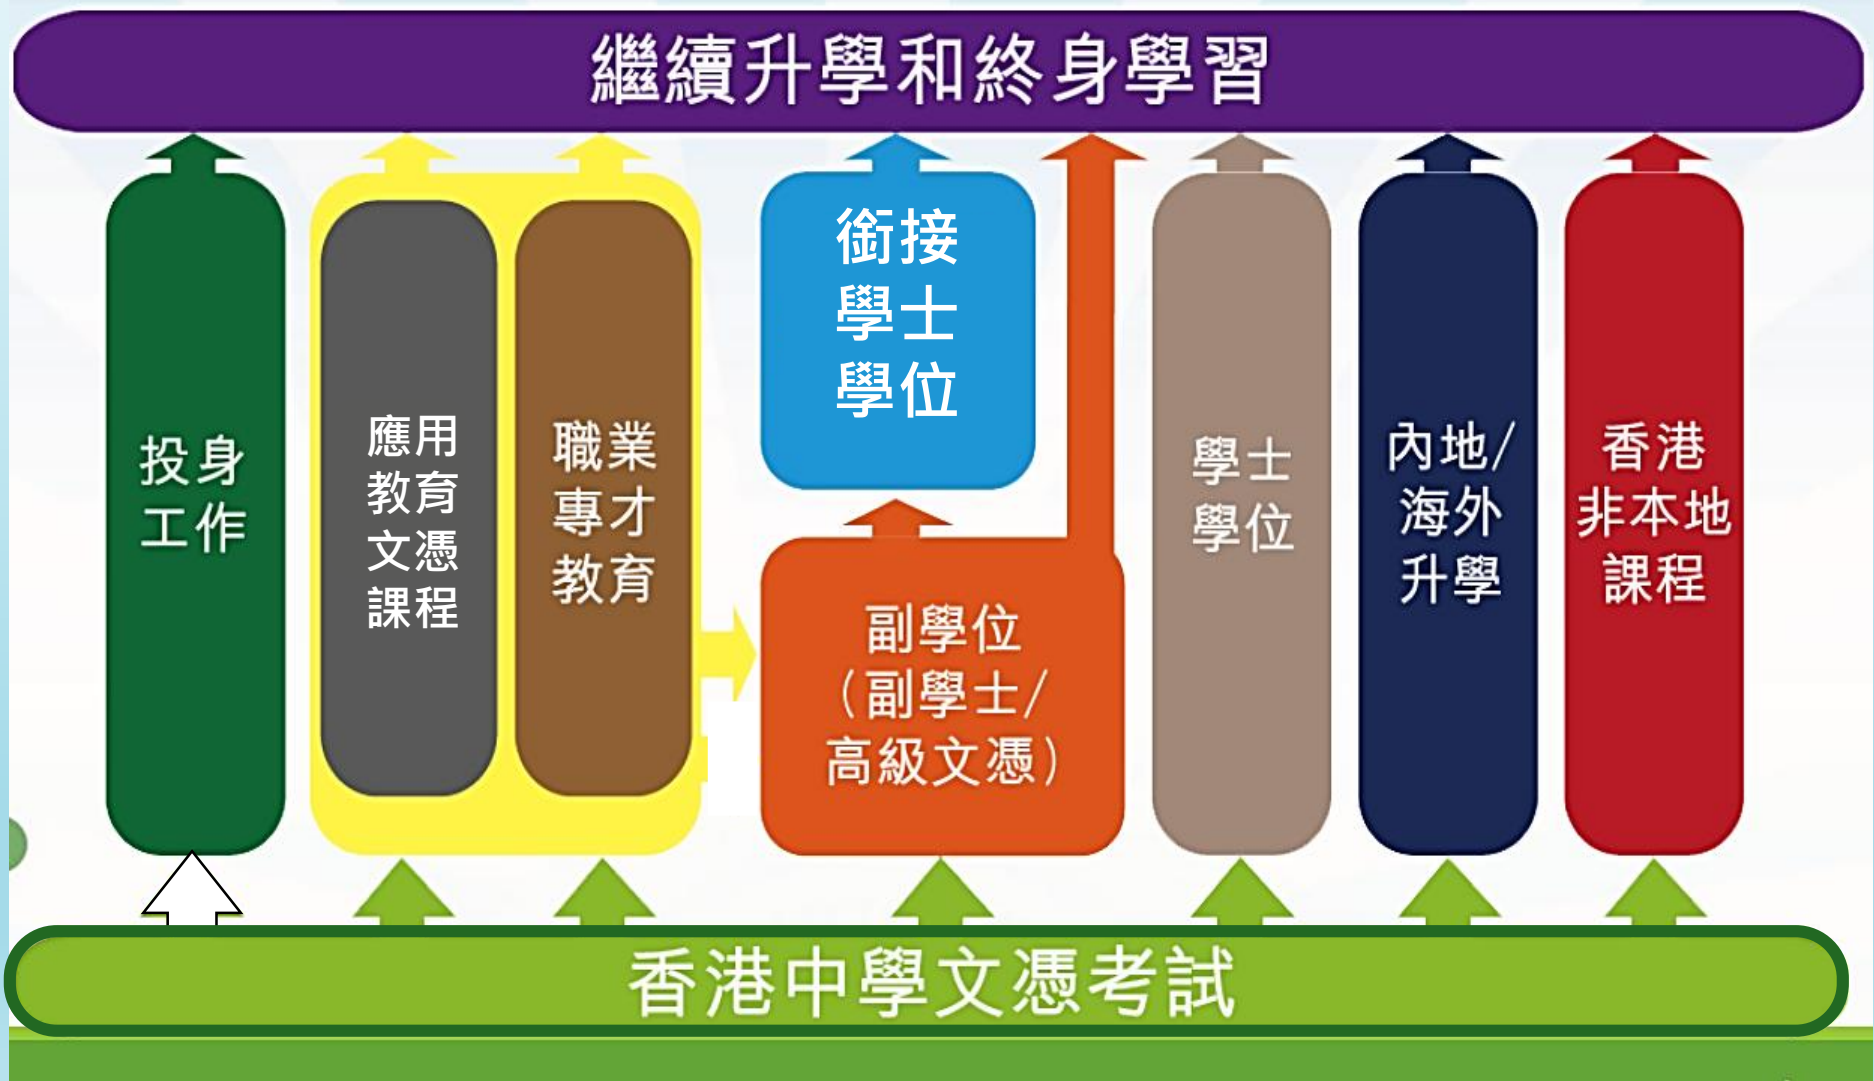 繼續升學和終身學習
投身
工作
應用
教育
文憑
課程
職業
專才
教育
銜接
學士
學位
副學位
（副學士/
高級文憑）
學士
學位
內地/
海外
升學
香港
非本地
課程
香港中學文憑考試